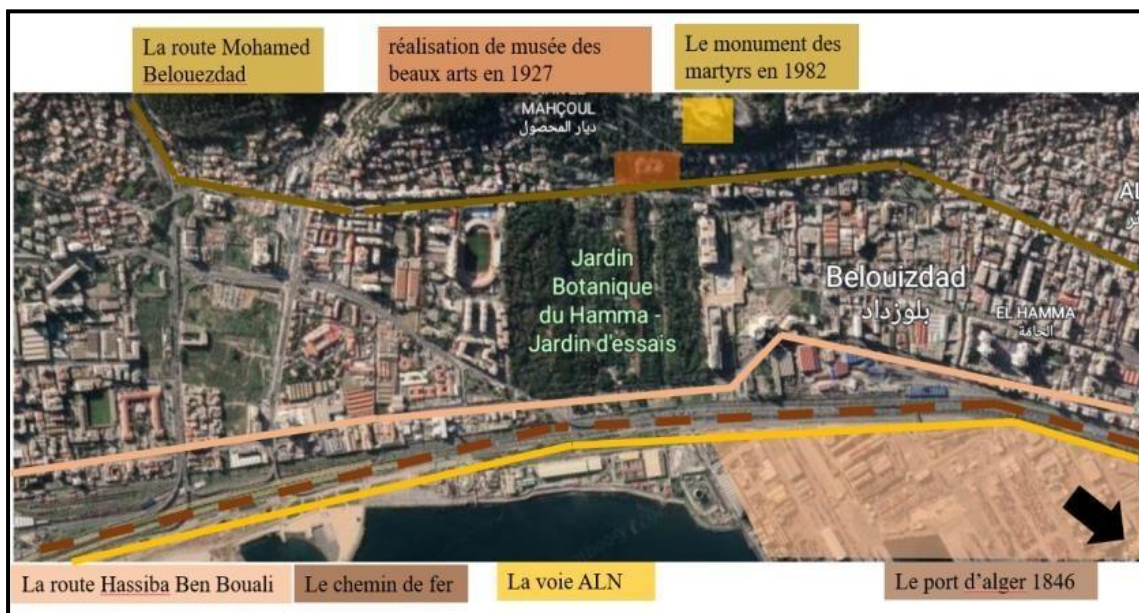 La route Mohamed
Belouezdad
réalisation de musée des
beaux arts en 1927
Le monument des
martyrs en 1982
MAHÇOUL
ديار المحصول
Jardin
Botanique
du Hamma -
Jardin d'essais
Belouizdad
بلوزداد
EL HAMMA
الحامة
La route Hassiba Ben Bouali
Le chemin de fer
La voie ALN
Le port d'alger 1846